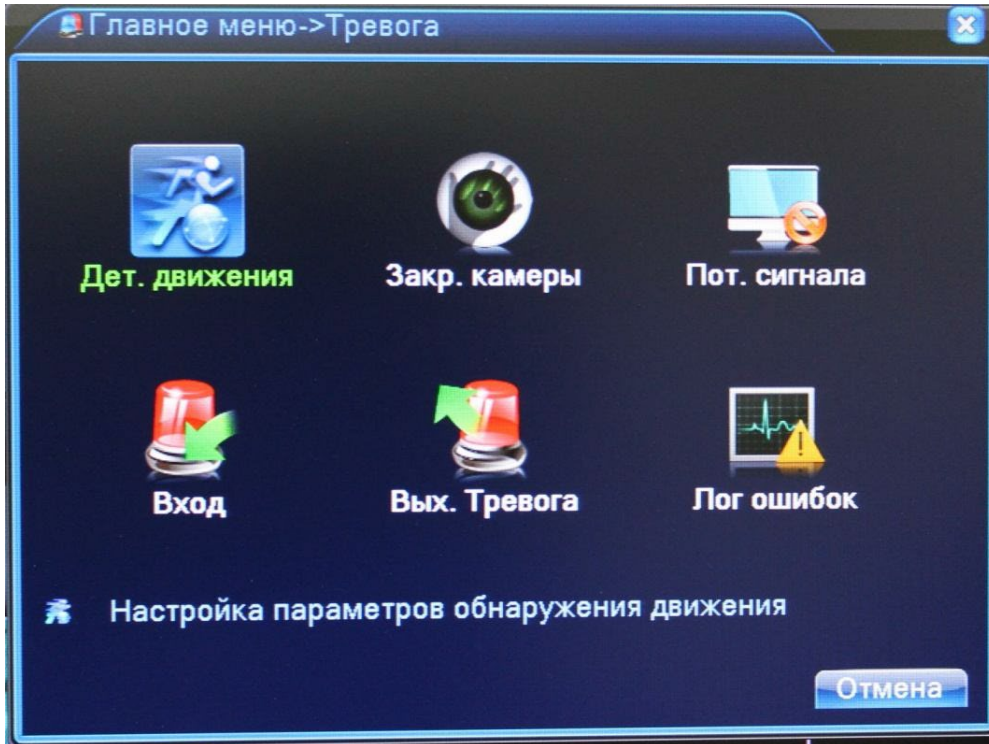 Главное меню->Тревога
Дет. движения
Закр. камеры
Пот. сигнала
Вход
Вых. Тревога
Лог ошибок
Настройка параметров обнаружения движения
Отмена